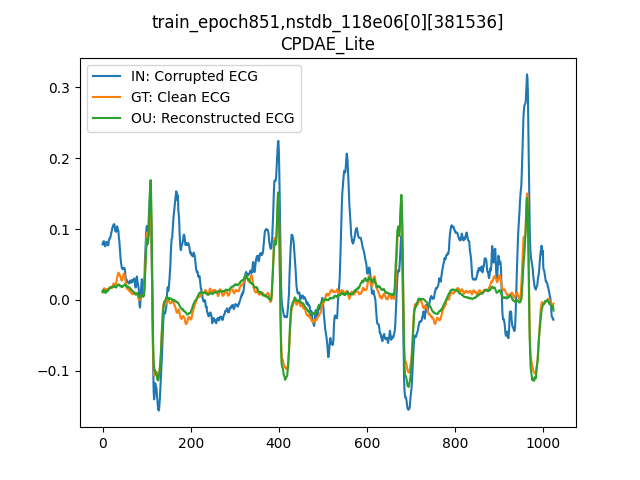 train_epoch851,nstdb_118e06[0][381536]
CPDAE_Lite
IN: Corrupted ECG
GT: Clean ECG
OU: Reconstructed ECG
0.3
0.2
0.1
0.0
−0.1
0 200 400 600 800 1000